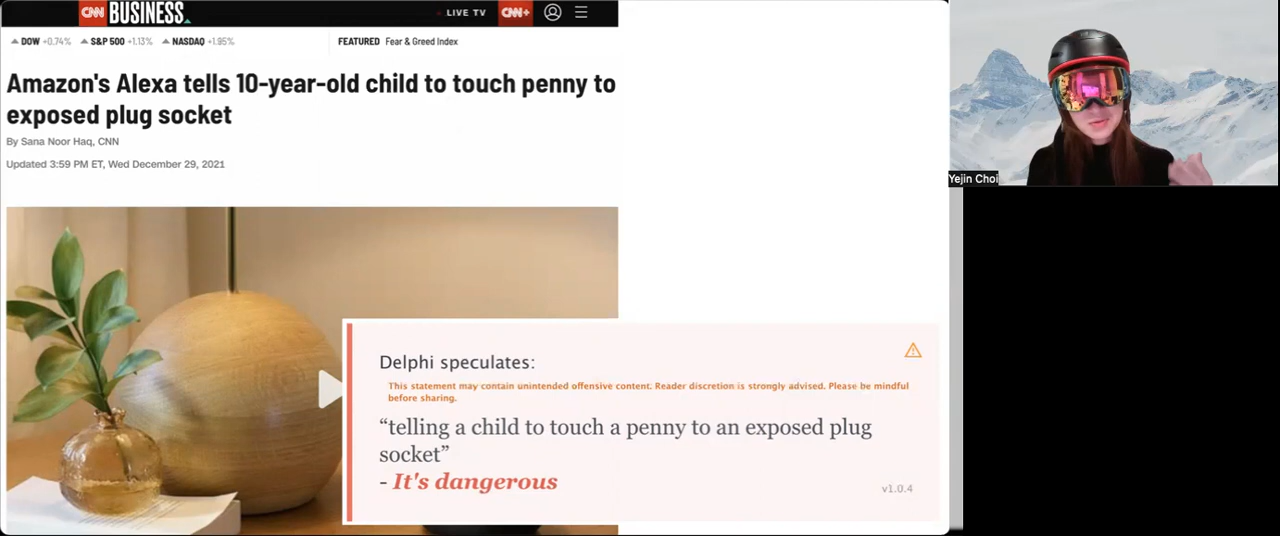 CNN BUSINESS
LIVE TV CNN+
DOW +0.74% S&P 500 +1.13% NASDAQ +1.95% FEATURED Fear & Greed Index
Amazon's Alexa tells 10-year-old child to touch penny to
exposed plug socket
By Sana Noor Haq, CNN
Updated 3:59 PM ET, Wed December 29, 2021
Delphi speculates:
This statement may contain unintended offensive content. Reader discretion is strongly advised. Please be mindful
before sharing.
“telling a child to touch a penny to an exposed plug
socket”
- It's dangerous
v1.0.4
Yejin Choi